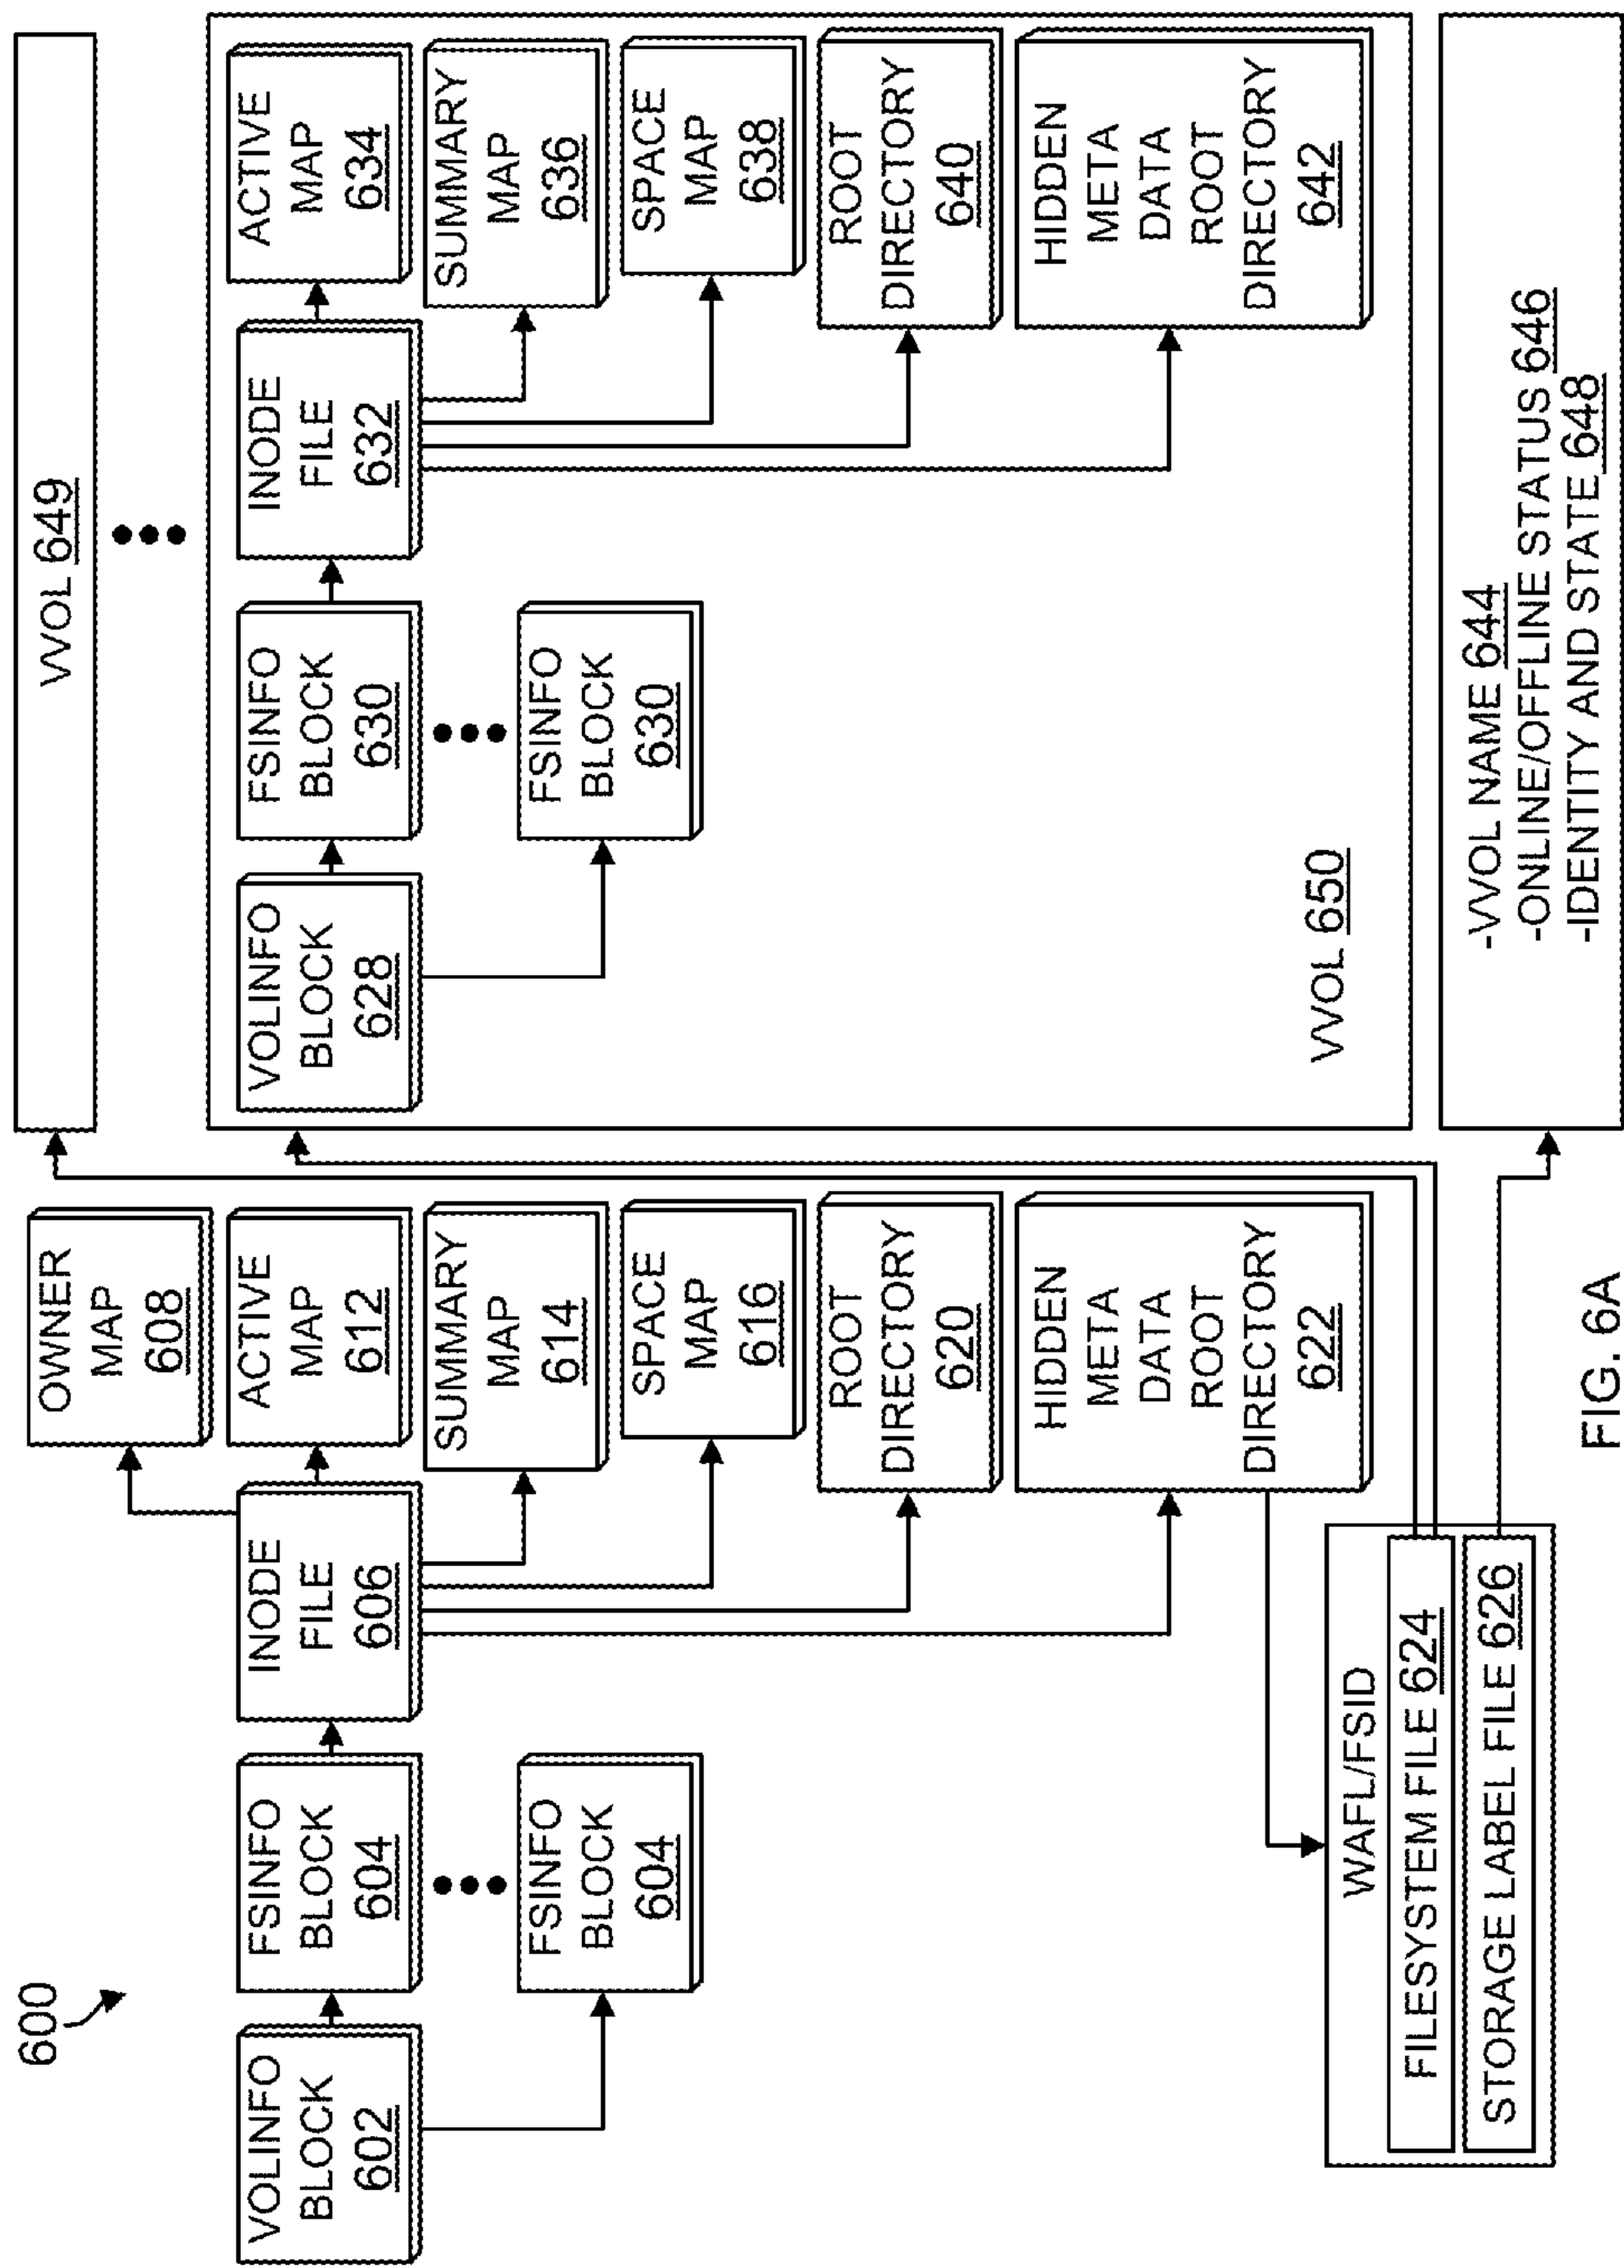 600
VOLINFO
BLOCK
602
FSINFO
BLOCK
604
FSINFO
BLOCK
604
INODE
FILE
606
OWNER
MAP
608
ACTIVE
MAP
612
SUMMARY
MAP
614
SPACE
MAP
616
ROOT
DIRECTORY
620
HIDDEN
META
DATA
ROOT
DIRECTORY
622
WAFL/FSID
FILESYSTEM FILE 624
STORAGE LABEL FILE 626
VVOL 649
VOLINFO
BLOCK
628
FSINFO
BLOCK
630
FSINFO
BLOCK
630
INODE
FILE
632
ACTIVE
MAP
634
SUMMARY
MAP
636
SPACE
MAP
638
ROOT
DIRECTORY
640
HIDDEN
META
DATA
ROOT
DIRECTORY
642
VVOL 650
-VVOL NAME 644
-ONLINE/OFFLINE STATUS 646
-IDENTITY AND STATE 648
FIG. 6A